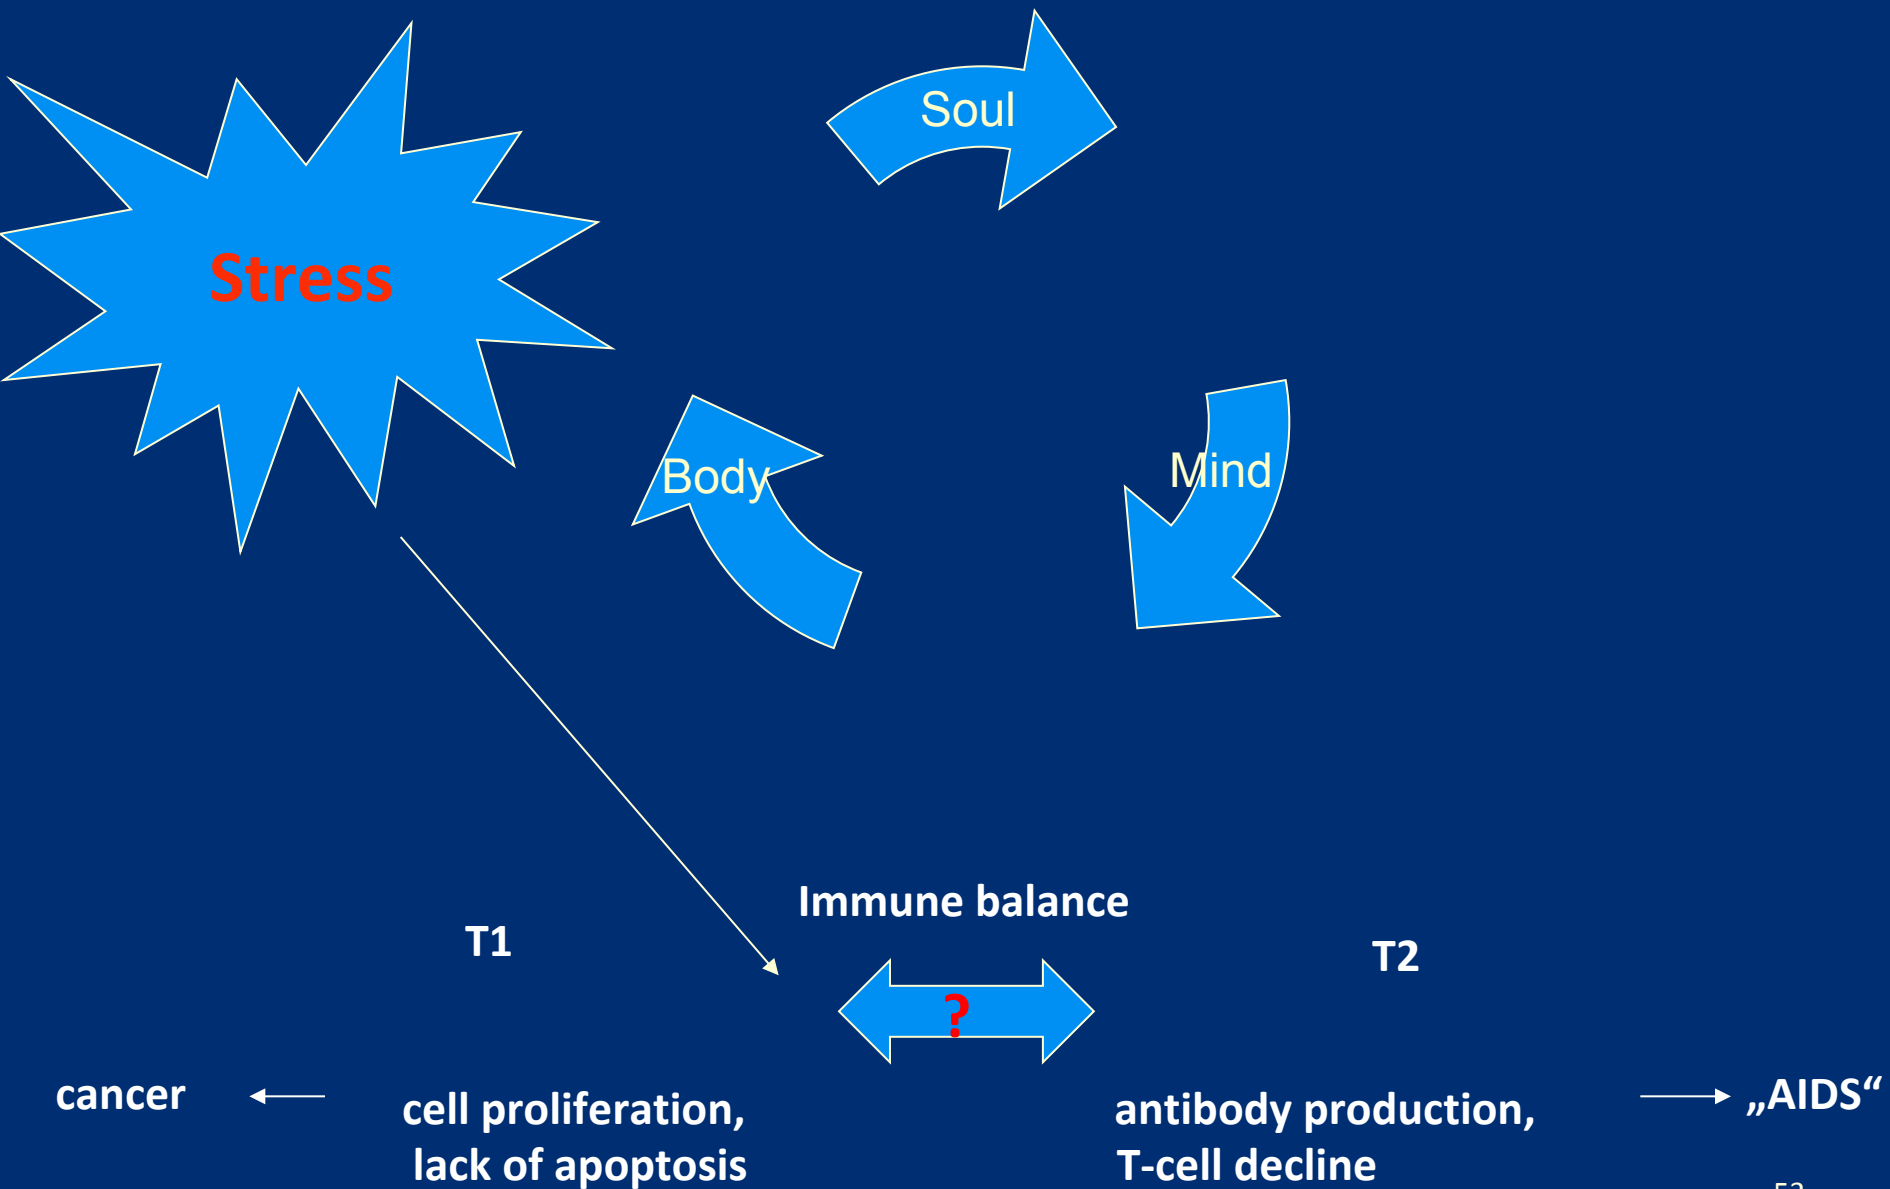 Soul
Stress
Body
Mind
Immune balance
T1
T2
?
cancer
cell proliferation,
lack of apoptosis
antibody production,
T-cell decline
„AIDS“